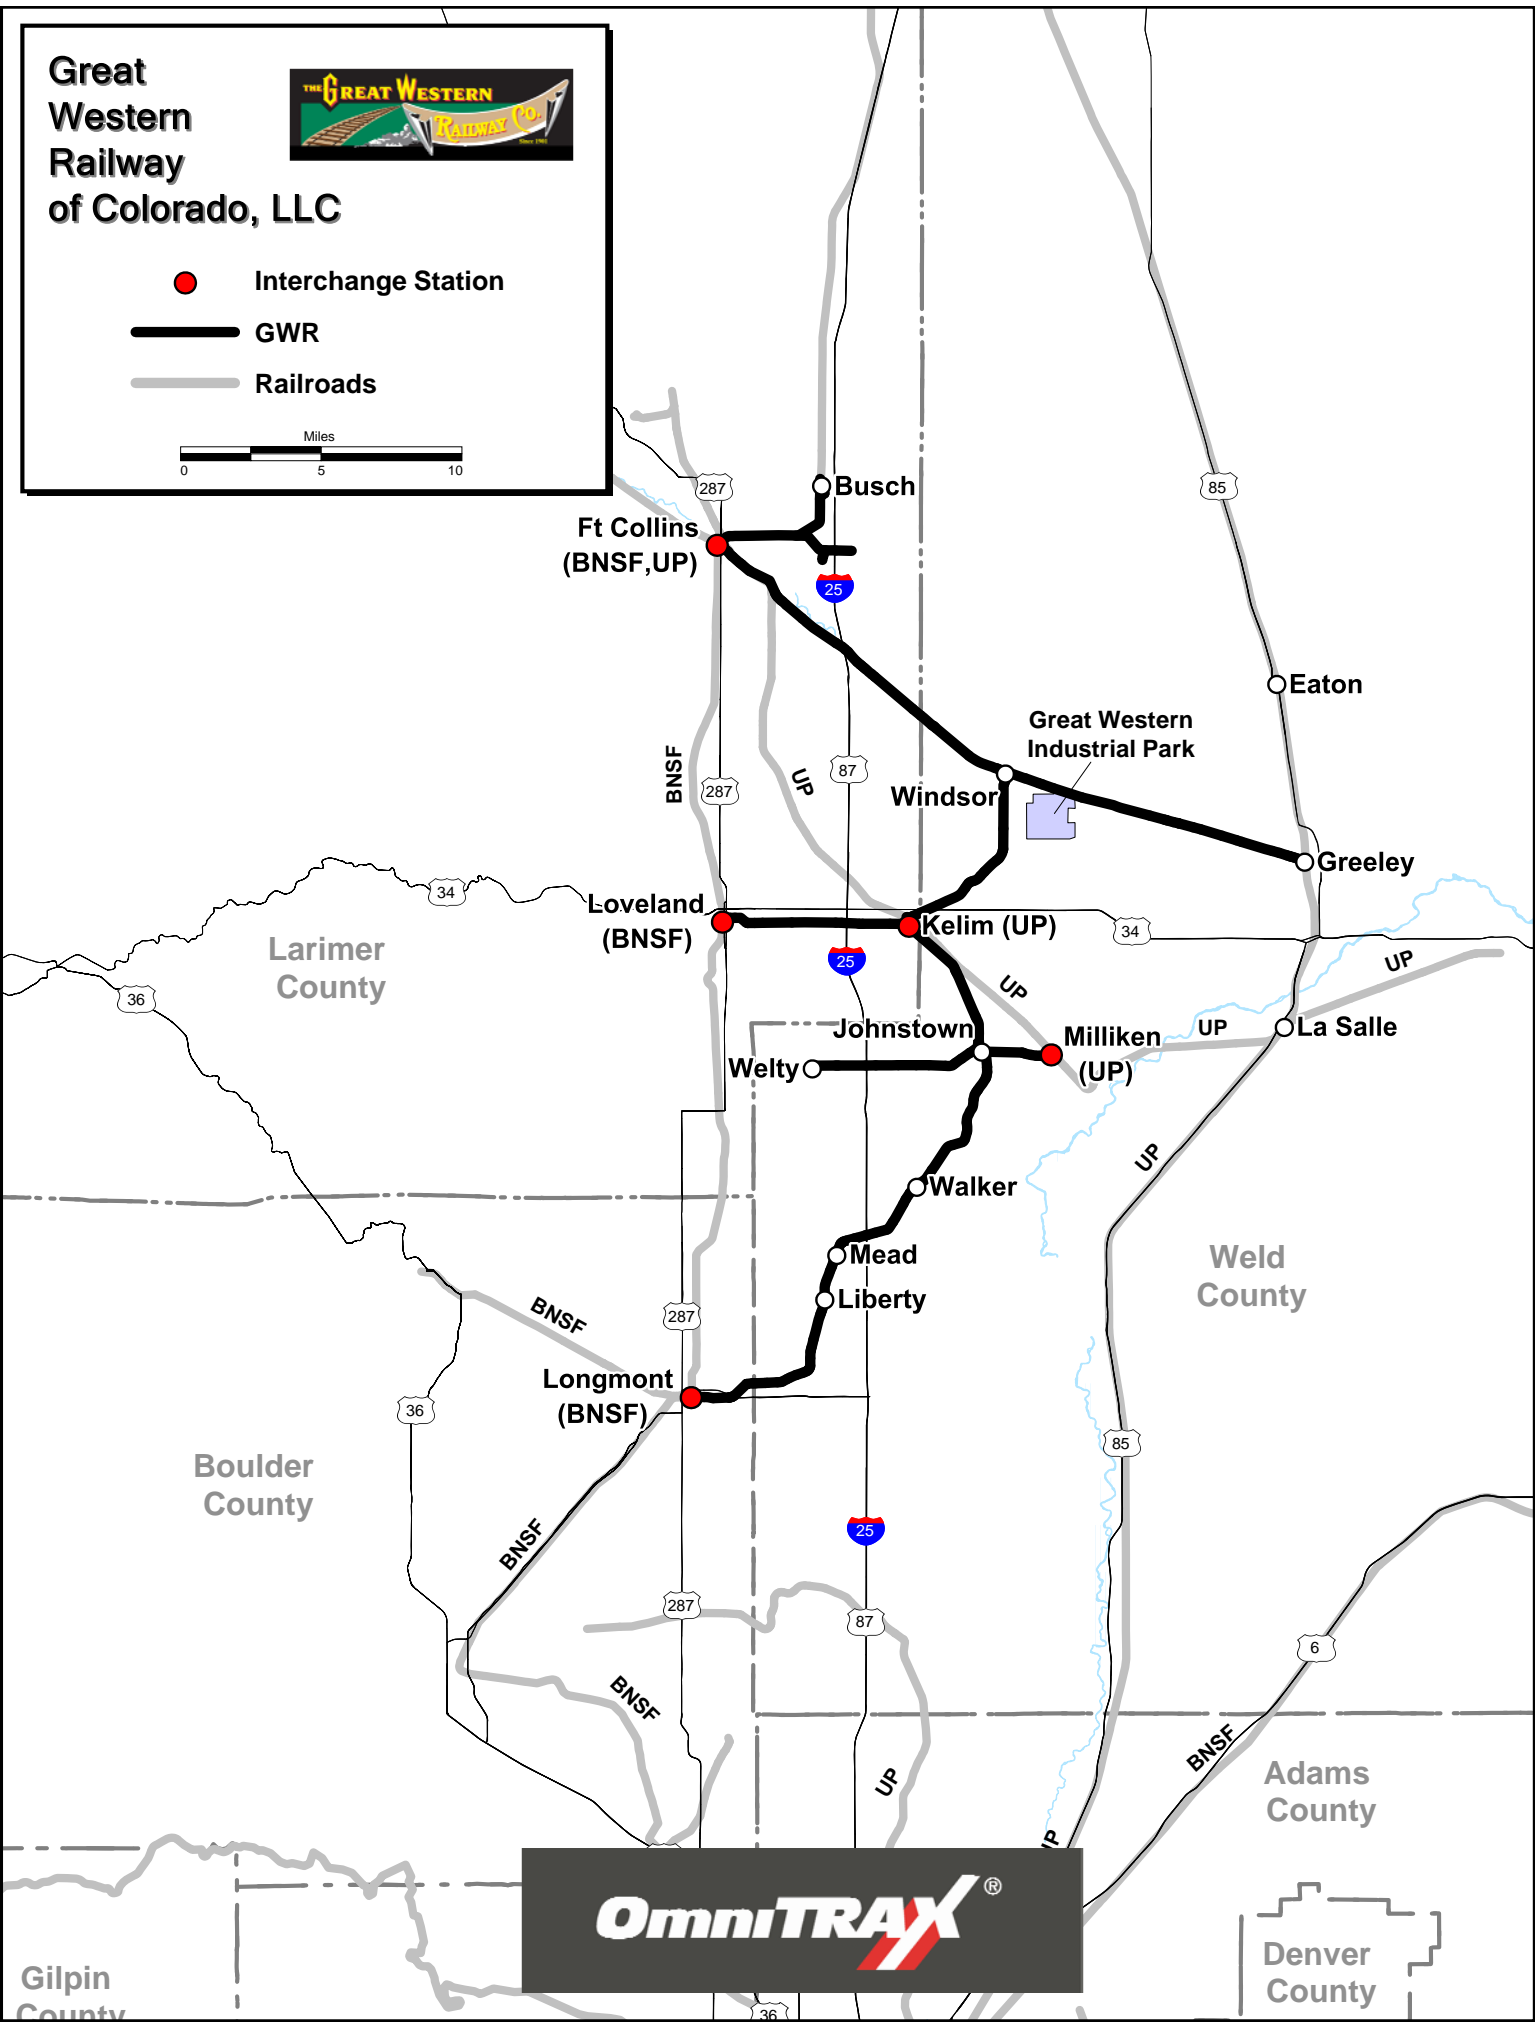 Great
Western
Railway
of Colorado, LLC
THE GREAT WESTERN
RAILWAY CO.
Since 1901
Interchange Station
GWR
Railroads
Miles
0 5 10
287
Busch
85
Ft Collins
(BNSF,UP)
25
Eaton
Great Western
Industrial Park
BNSF
UP
87
287
Windsor
Greeley
34
Loveland
(BNSF)
Kelim (UP)
34
Larimer
County
25
UP
36
UP
Johnstown
Milliken
(UP)
UP
La Salle
Welty
UP
Walker
Mead
Weld
County
Liberty
BNSF
287
Longmont
(BNSF)
36
85
Boulder
County
BNSF
25
287
87
6
BNSF
BNSF
UP
Adams
County
UP
OmniTRAX ®
Denver
County
Gilpin
County
36